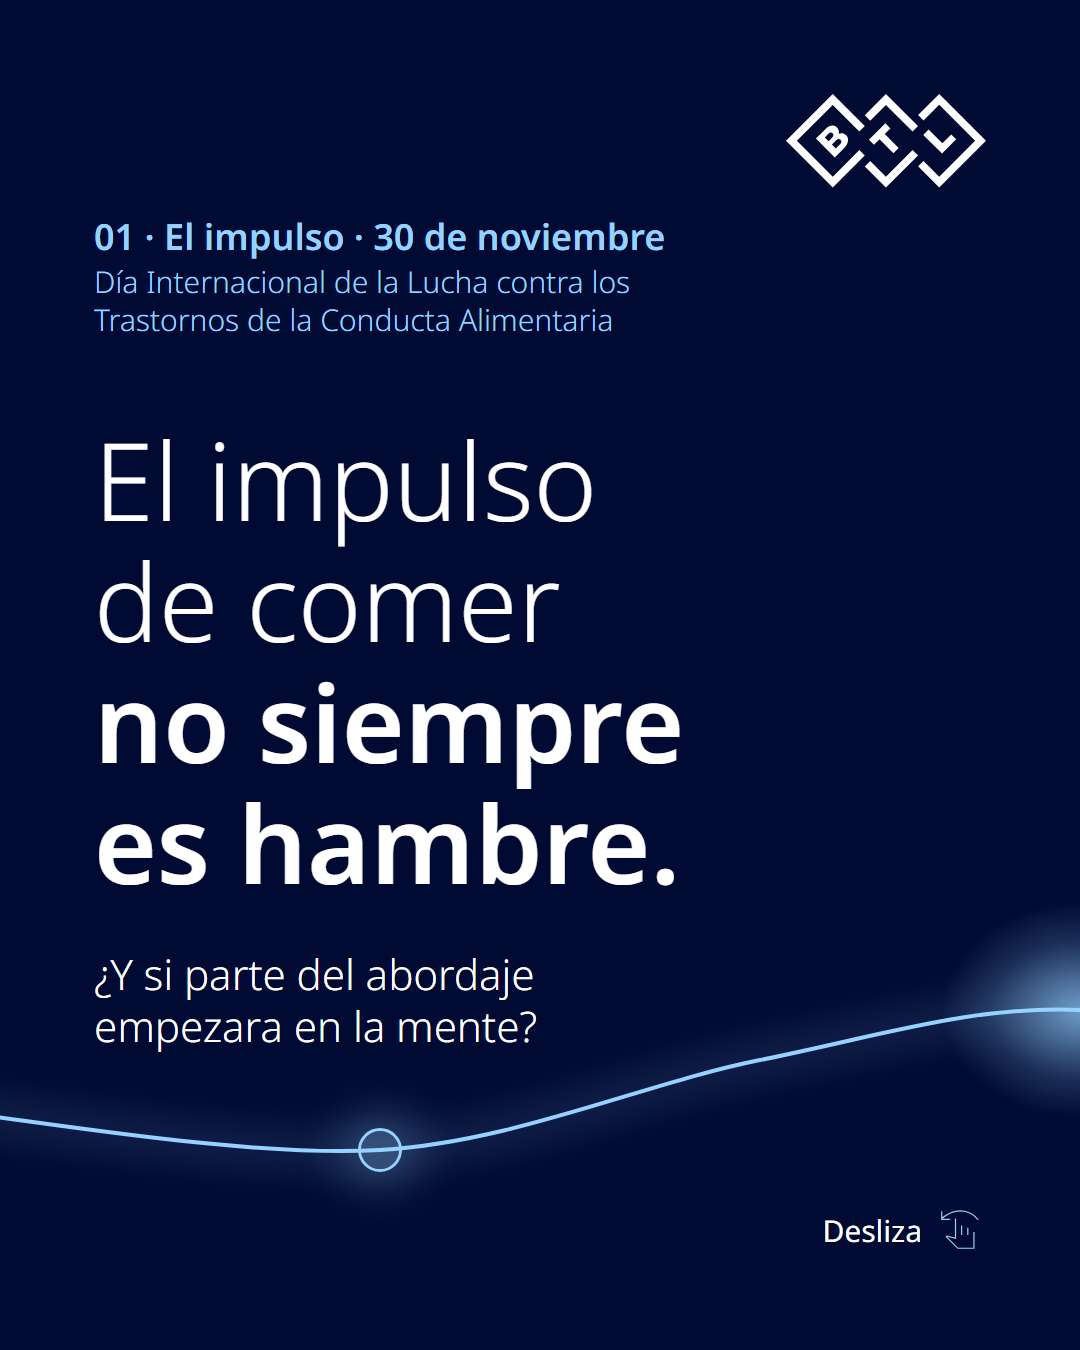 BTL
01 · El impulso · 30 de noviembre
Día Internacional de la Lucha contra los
Trastornos de la Conducta Alimentaria
El impulso
de comer
no siempre
es hambre.
¿Y si parte del abordaje
empezara en la mente?
Desliza